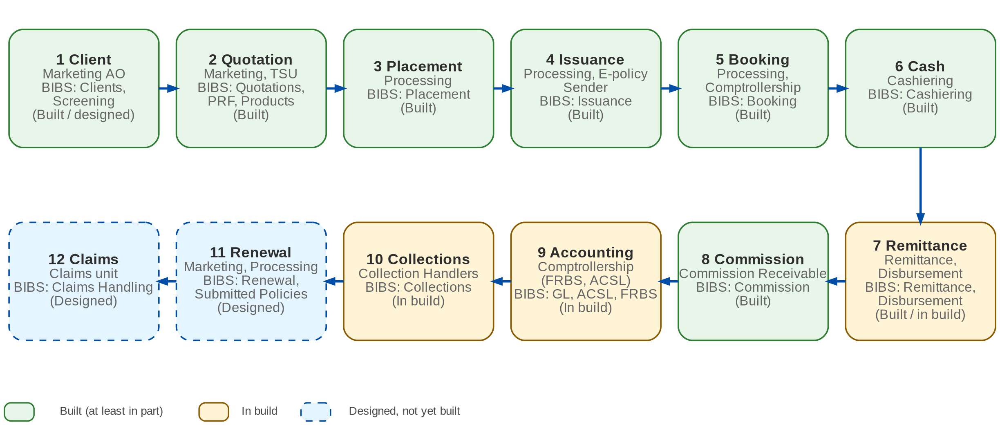 1 Client
Marketing AO
BIBS: Clients,
Screening
(Built / designed)
2 Quotation
Marketing, TSU
BIBS: Quotations,
PRF, Products
(Built)
3 Placement
Processing
BIBS: Placement
(Built)
4 Issuance
Processing, E-policy
Sender
BIBS: Issuance
(Built)
5 Booking
Processing,
Comptrollership
BIBS: Booking
(Built)
6 Cash
Cashiering
BIBS: Cashiering
(Built)
12 Claims
Claims unit
BIBS: Claims Handling
(Designed)
11 Renewal
Marketing, Processing
BIBS: Renewal,
Submitted Policies
(Designed)
10 Collections
Collection Handlers
BIBS: Collections
(In build)
9 Accounting
Comptrollership
(FRBS, ACSL)
BIBS: GL, ACSL, FRBS
(In build)
8 Commission
Commission Receivable
BIBS: Commission
(Built)
7 Remittance
Remittance,
Disbursement
BIBS: Remittance,
Disbursement
(Built / in build)
Built (at least in part)
In build
Designed, not yet built